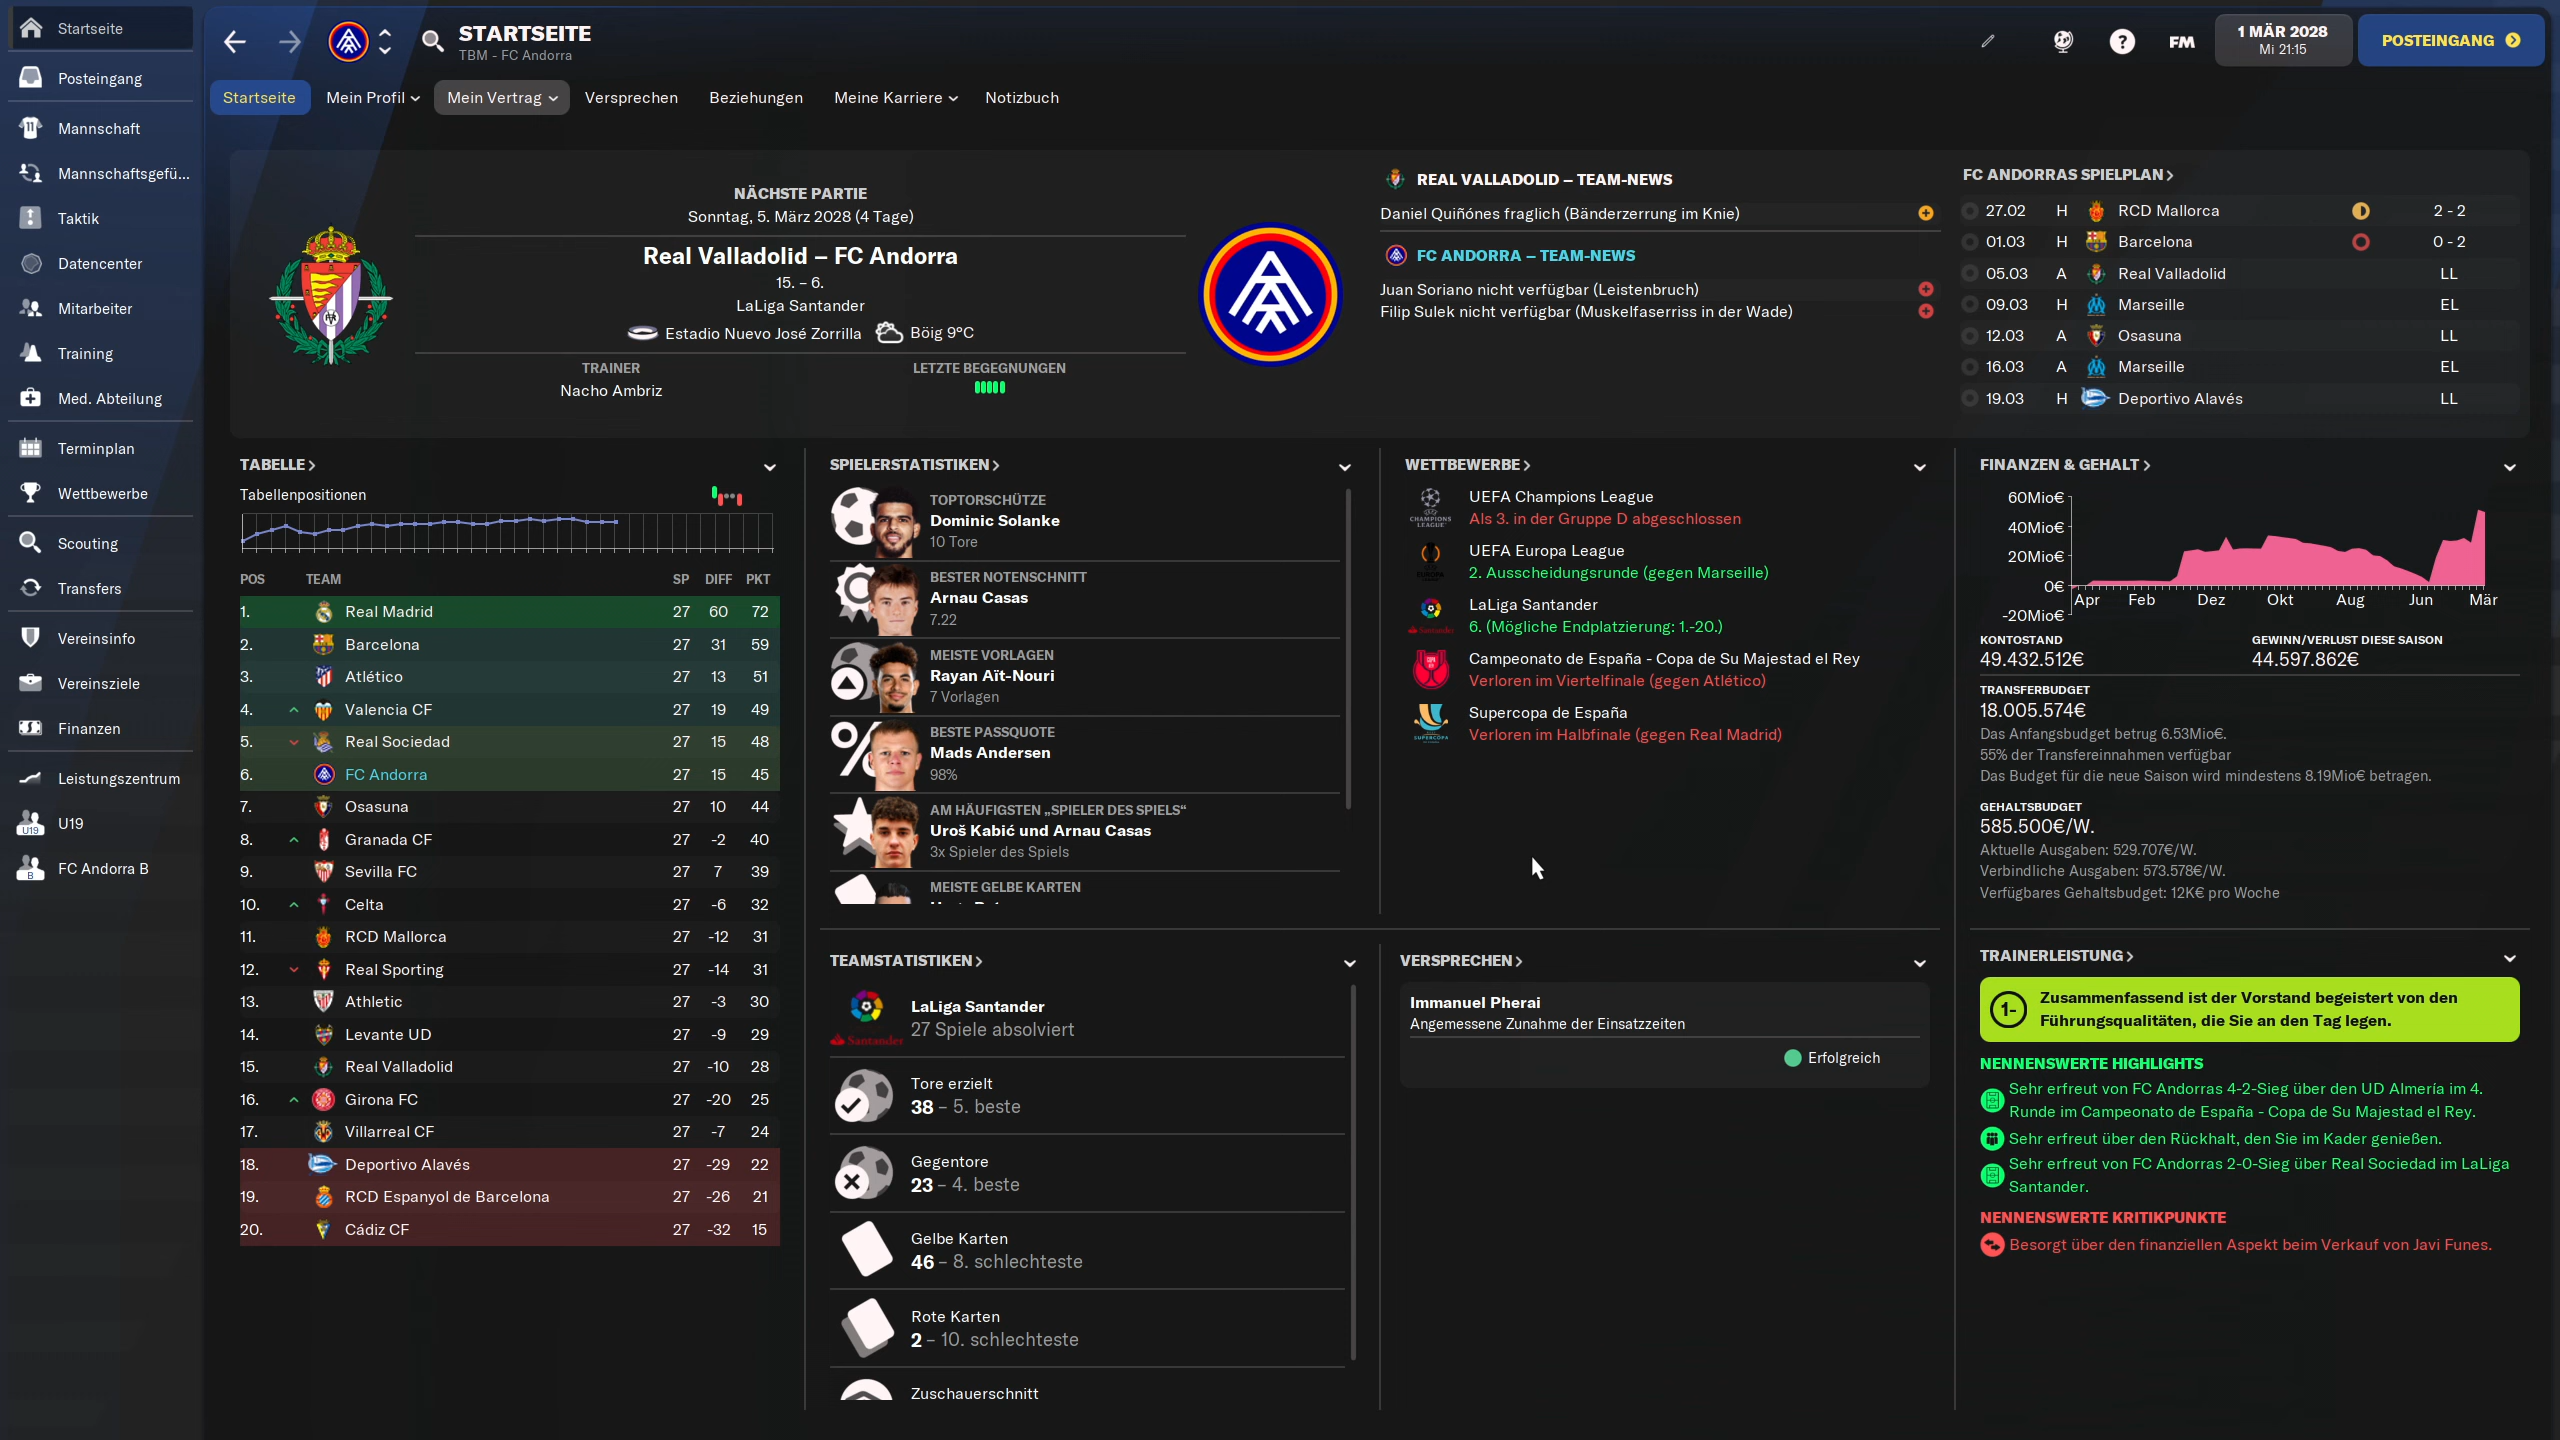 Startseite
Posteingang
Mannschaft
Mannschaftsgefü...
Taktik
Datencenter
Mitarbeiter
Training
Med. Abteilung
Terminplan
Wettbewerbe
Scouting
Transfers
Vereinsinfo
Vereinsziele
Finanzen
Leistungszentrum
U19
FC Andorra B
STARTSEITE
TBM - FC Andorra
FM
1 MÄR 2028
Mi 21:15
POSTEINGANG
Startseite Mein Profil Mein Vertrag Versprechen Beziehungen Meine Karriere Notizbuch
NÄCHSTE PARTIE
Sonntag, 5. März 2028 (4 Tage)
Real Valladolid – FC Andorra
15. – 6.
LaLiga Santander
Estadio Nuevo José Zorrilla Böig 9°C
TRAINER
Nacho Ambriz
LETZTE BEGEGNUNGEN
REAL VALLADOLID – TEAM-NEWS
Daniel Quiñónes fraglich (Bänderzerrung im Knie)
FC ANDORRA – TEAM-NEWS
Juan Soriano nicht verfügbar (Leistenbruch)
Filip Sulek nicht verfügbar (Muskelfaserriss in der Wade)
FC ANDORRAS SPIELPLAN
27.02 H RCD Mallorca 2 - 2
01.03 H Barcelona 0 - 2
05.03 A Real Valladolid LL
09.03 H Marseille EL
12.03 A Osasuna LL
16.03 A Marseille EL
19.03 H Deportivo Alavés LL
TABELLE
Tabellenpositionen
POS TEAM SP DIFF PKT
1. Real Madrid 27 60 72
2. Barcelona 27 31 59
3. Atlético 27 13 51
4. Valencia CF 27 19 49
5. Real Sociedad 27 15 48
6. FC Andorra 27 15 45
7. Osasuna 27 10 44
8. Granada CF 27 -2 40
9. Sevilla FC 27 7 39
10. Celta 27 -6 32
11. RCD Mallorca 27 -12 31
12. Real Sporting 27 -14 31
13. Athletic 27 -3 30
14. Levante UD 27 -9 29
15. Real Valladolid 27 -10 28
16. Girona FC 27 -20 25
17. Villarreal CF 27 -7 24
18. Deportivo Alavés 27 -29 22
19. RCD Espanyol de Barcelona 27 -26 21
20. Cádiz CF 27 -32 15
SPIELERSTATISTIKEN
TOPTORSCHÜTZE
Dominic Solanke
10 Tore
BESTER NOTENSCHNITT
Arnau Casas
7.22
MEISTE VORLAGEN
Rayan Aït-Nouri
7 Vorlagen
BESTE PASSQUOTE
Mads Andersen
98%
AM HÄUFIGSTEN „SPIELER DES SPIELS“
Uroš Kabić und Arnau Casas
3x Spieler des Spiels
MEISTE GELBE KARTEN
WETTBEWERBE
UEFA Champions League
Als 3. in der Gruppe D abgeschlossen
UEFA Europa League
2. Ausscheidungsrunde (gegen Marseille)
LaLiga Santander
6. (Mögliche Endplatzierung: 1.-20.)
Campeonato de España - Copa de Su Majestad el Rey
Verloren im Viertelfinale (gegen Atlético)
Supercopa de España
Verloren im Halbfinale (gegen Real Madrid)
FINANZEN & GEHALT
60Mio€
40Mio€
20Mio€
0€
-20Mio€
Apr Feb Dez Okt Aug Jun Mär
KONTOSTAND
49.432.512€
GEWINN/VERLUST DIESE SAISON
44.597.862€
TRANSFERBUDGET
18.005.574€
Das Anfangsbudget betrug 6.53Mio€.
55% der Transfereinnahmen verfügbar
Das Budget für die neue Saison wird mindestens 8.19Mio€ betragen.
GEHALTSBUDGET
585.500€/W.
Aktuelle Ausgaben: 529.707€/W.
Verbindliche Ausgaben: 573.578€/W.
Verfügbares Gehaltsbudget: 12K€ pro Woche
TEAMSTATISTIKEN
Santander
LaLiga Santander
27 Spiele absolviert
Tore erzielt
38 – 5. beste
Gegentore
23 – 4. beste
Gelbe Karten
46 – 8. schlechteste
Rote Karten
2 – 10. schlechteste
Zuschauerschnitt
VERSPRECHEN
Immanuel Pherai
Angemessene Zunahme der Einsatzzeiten
Erfolgreich
TRAINERLEISTUNG
1-
Zusammenfassend ist der Vorstand begeistert von den
Führungsqualitäten, die Sie an den Tag legen.
NENNENSWERTE HIGHLIGHTS
Sehr erfreut von FC Andorras 4-2-Sieg über den UD Almería im 4.
Runde im Campeonato de España - Copa de Su Majestad el Rey.
Sehr erfreut über den Rückhalt, den Sie im Kader genießen.
Sehr erfreut von FC Andorras 2-0-Sieg über Real Sociedad im LaLiga
Santander.
NENNENSWERTE KRITIKPUNKTE
Besorgt über den finanziellen Aspekt beim Verkauf von Javi Funes.